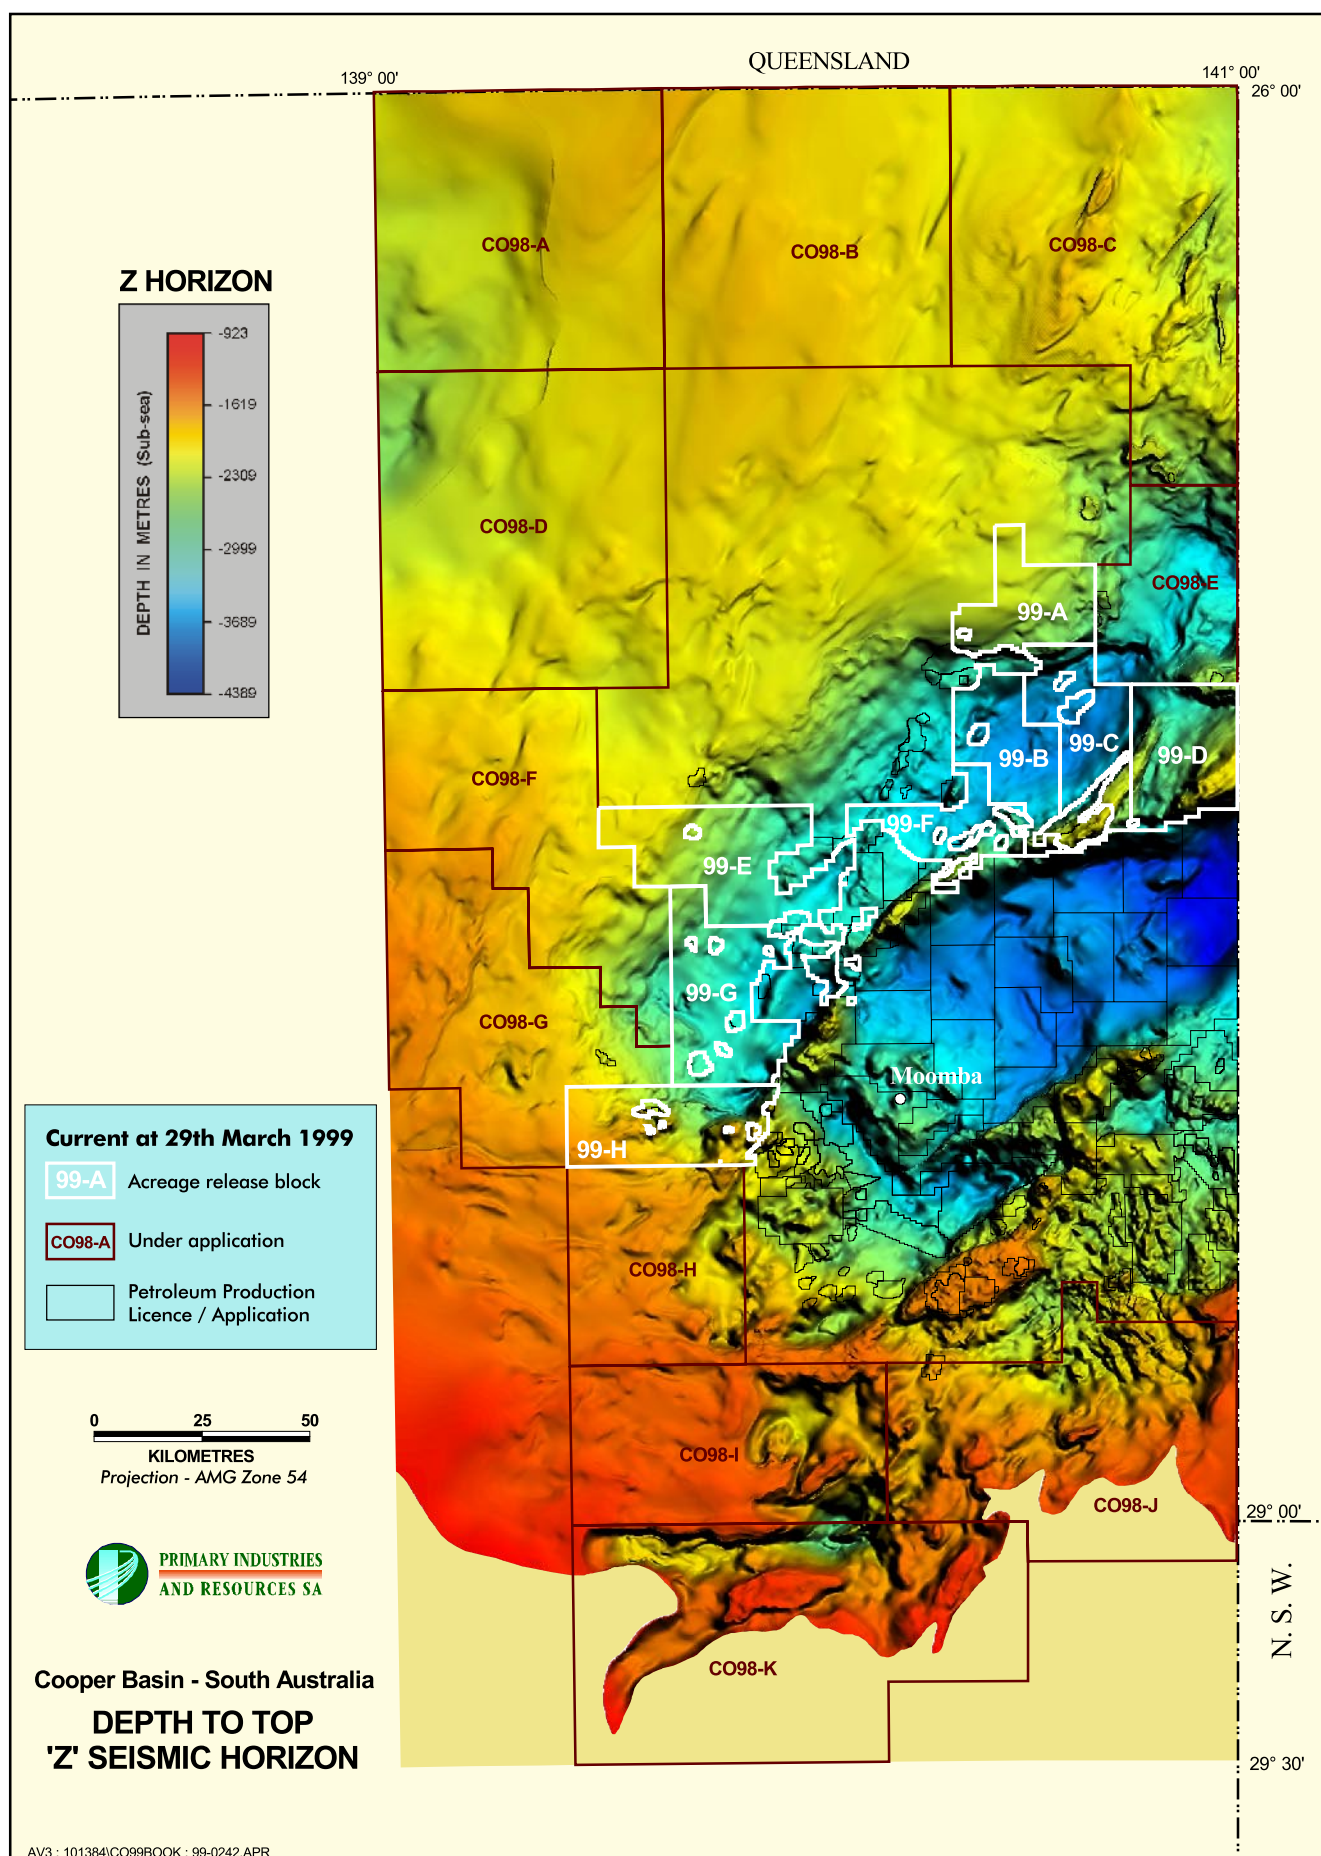 QUEENSLAND
139° 00'
141° 00'
26° 00'
CO98-A
CO98-B
CO98-C
Z HORIZON
DEPTH IN METRES (Sub-sea)
-923
-1619
-2309
-2999
-3689
-4389
CO98-D
CO98-E
99-A
99-B
99-C
99-D
CO98-F
99-F
99-E
99-G
CO98-G
Moomba
99-H
CO98-H
CO98-I
CO98-J
CO98-K
29° 00'
N. S. W.
29° 30'
Current at 29th March 1999
99-A Acreage release block
CO98-A Under application
Petroleum Production
Licence / Application
0 25 50
KILOMETRES
Projection - AMG Zone 54
PRIMARY INDUSTRIES
AND RESOURCES SA
Cooper Basin - South Australia
DEPTH TO TOP
'Z' SEISMIC HORIZON
AV3 : 101384\CO99BOOK : 99-0242.APR